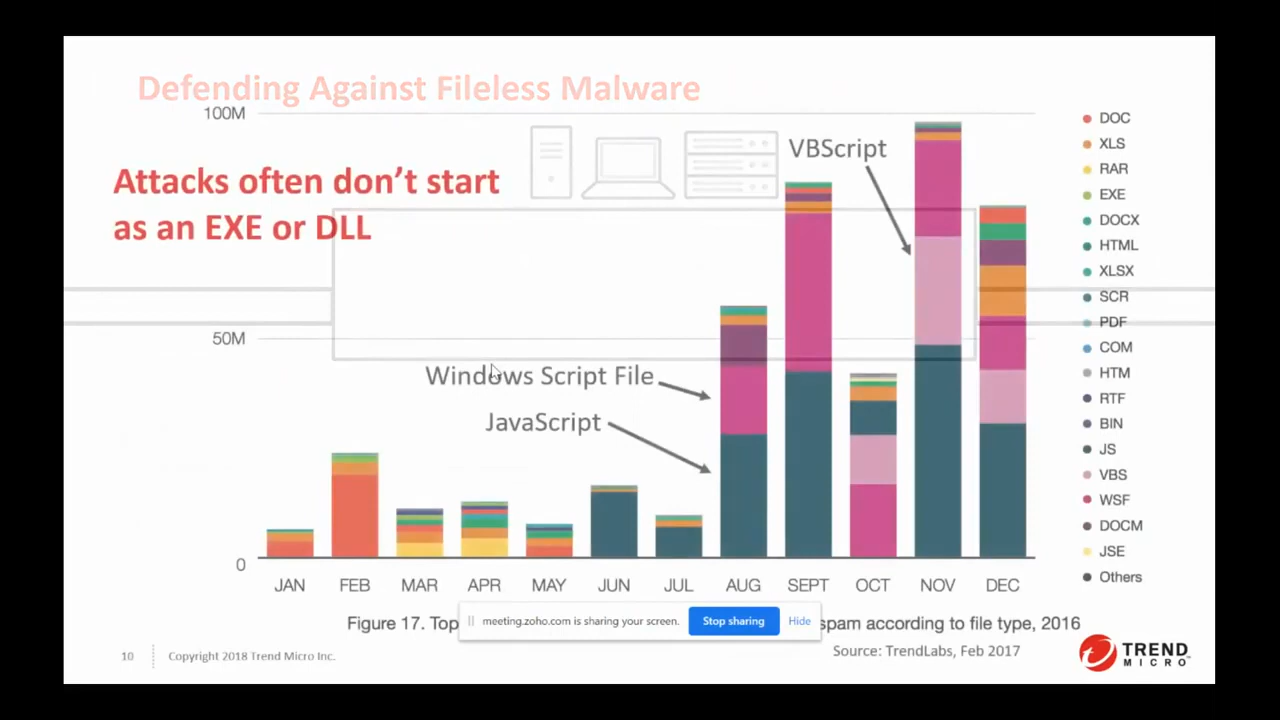 Defending Against Fileless Malware
100M
Attacks often don't start
as an EXE or DLL
VBScript
50M
Windows Script File
JavaScript
0
JAN FEB MAR APR MAY JUN JUL AUG SEPT OCT NOV DEC
DOC
XLS
RAR
EXE
DOCX
HTML
XLSX
SCR
PDF
COM
HTM
RTF
BIN
JS
VBS
WSF
DOCM
JSE
Others
Figure 17. Top spam according to file type, 2016
meeting.zoho.com is sharing your screen. Stop sharing Hide
Source: TrendLabs, Feb 2017
10 Copyright 2018 Trend Micro Inc.
TREND
MICRO